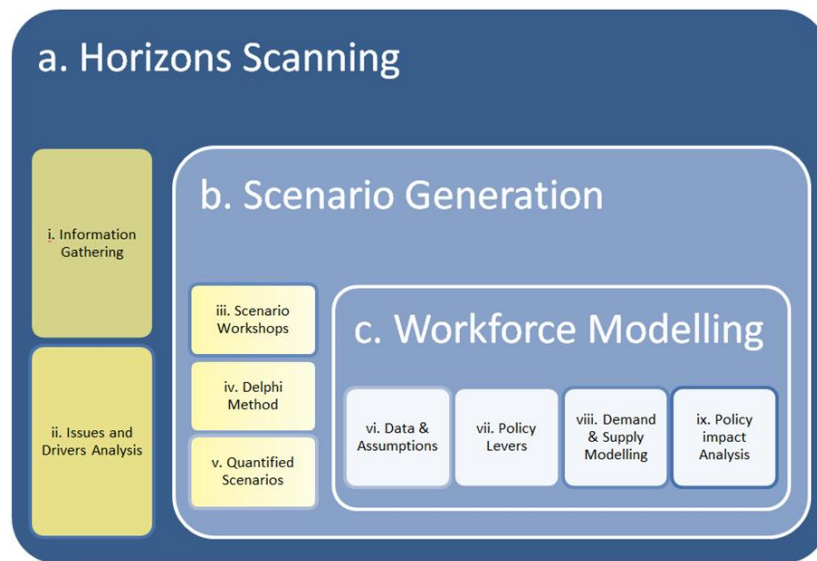 a. Horizons Scanning
i. Information
Gathering
ii. Issues and
Drivers Analysis
b. Scenario Generation
iii. Scenario
Workshops
iv. Delphi
Method
v. Quantified
Scenarios
c. Workforce Modelling
vi. Data &
Assumptions
vii. Policy
Levers
viii. Demand
& Supply
Modelling
ix. Policy
impact
Analysis